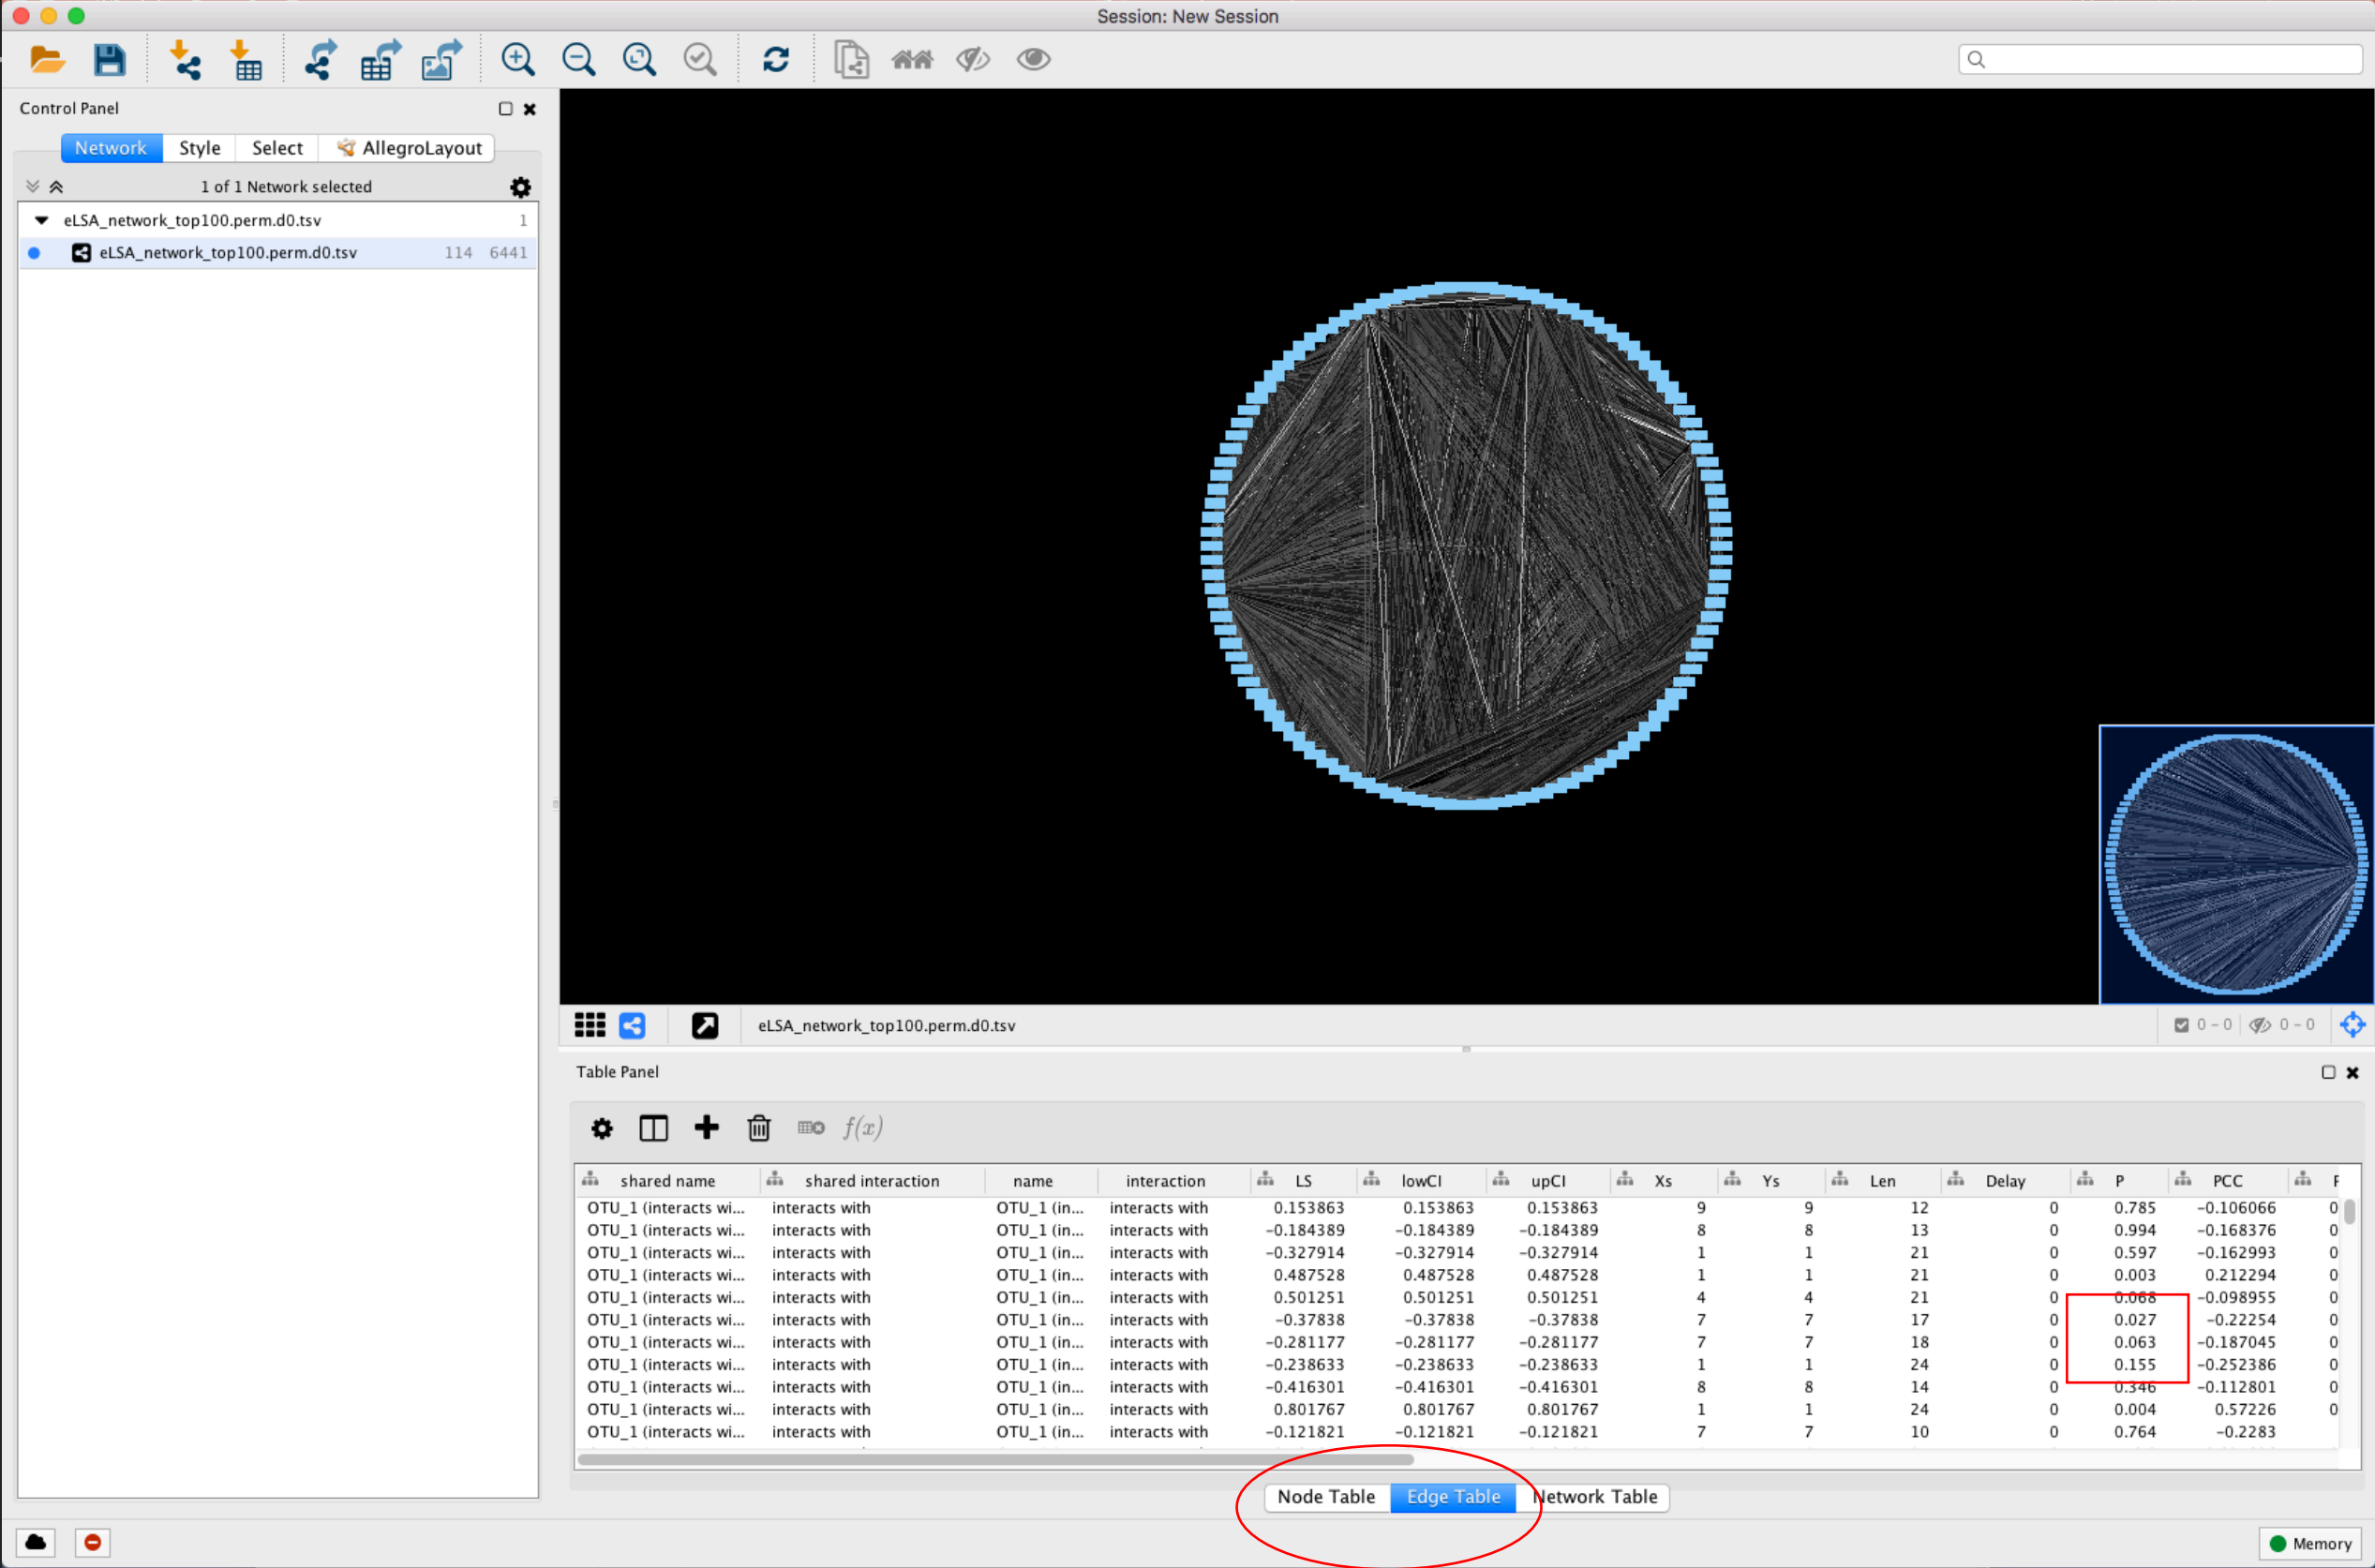 Session: New Session
Control Panel
Network Style Select AllegroLayout
1 of 1 Network selected
eLSA_network_top100.perm.d0.tsv 1
eLSA_network_top100.perm.d0.tsv 114 6441
eLSA_network_top100.perm.d0.tsv 0 - 0 0 - 0
Table Panel
f(x)
shared name shared interaction name interaction LS lowCI upCI Xs Ys Len Delay P PCC
OTU_1 (interacts wi... interacts with OTU_1 (in... interacts with 0.153863 0.153863 0.153863 9 9 12 0 0.785 -0.106066 0
OTU_1 (interacts wi... interacts with OTU_1 (in... interacts with -0.184389 -0.184389 -0.184389 8 8 13 0 0.994 -0.168376 0
OTU_1 (interacts wi... interacts with OTU_1 (in... interacts with -0.327914 -0.327914 -0.327914 1 1 21 0 0.597 -0.162993 0
OTU_1 (interacts wi... interacts with OTU_1 (in... interacts with 0.487528 0.487528 0.487528 1 1 21 0 0.003 0.212294 0
OTU_1 (interacts wi... interacts with OTU_1 (in... interacts with 0.501251 0.501251 0.501251 4 4 21 0 0.068 -0.098955 0
OTU_1 (interacts wi... interacts with OTU_1 (in... interacts with -0.37838 -0.37838 -0.37838 7 7 17 0 0.027 -0.22254 0
OTU_1 (interacts wi... interacts with OTU_1 (in... interacts with -0.281177 -0.281177 -0.281177 7 7 18 0 0.063 -0.187045 0
OTU_1 (interacts wi... interacts with OTU_1 (in... interacts with -0.238633 -0.238633 -0.238633 1 1 24 0 0.155 -0.252386 0
OTU_1 (interacts wi... interacts with OTU_1 (in... interacts with -0.416301 -0.416301 -0.416301 8 8 14 0 0.346 -0.112801 0
OTU_1 (interacts wi... interacts with OTU_1 (in... interacts with 0.801767 0.801767 0.801767 1 1 24 0 0.004 0.57226 0
OTU_1 (interacts wi... interacts with OTU_1 (in... interacts with -0.121821 -0.121821 -0.121821 7 7 10 0 0.764 -0.2283
Node Table Edge Table Network Table
Memory